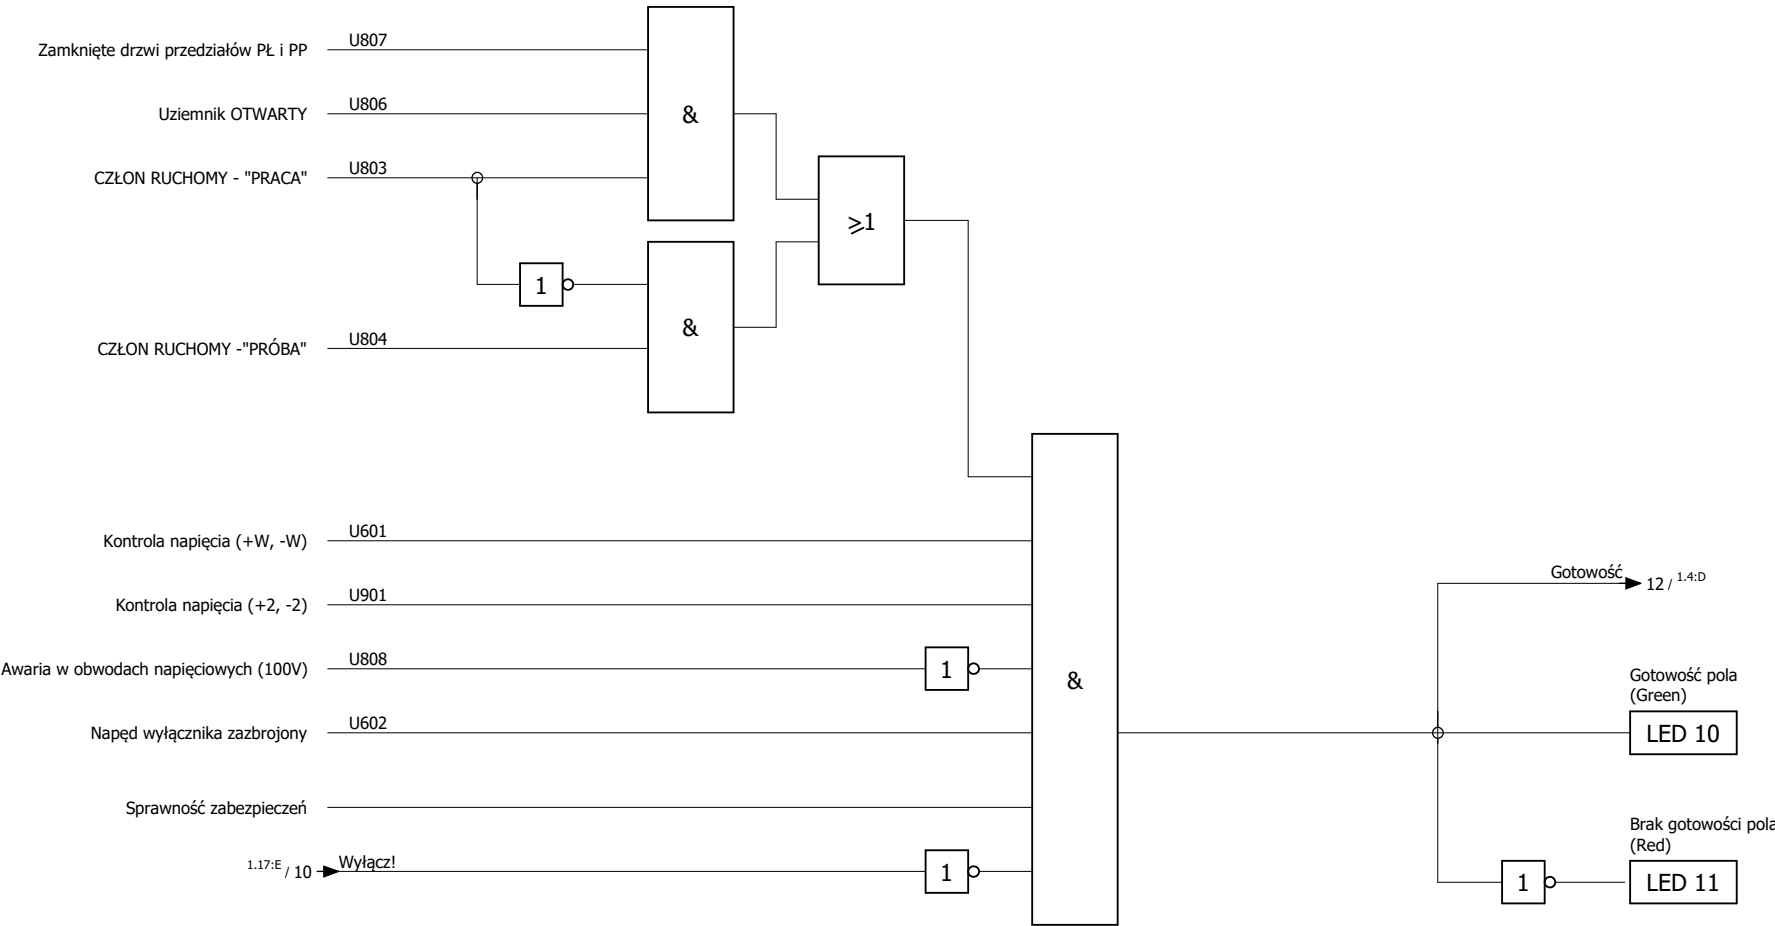 Zamknięte drzwi przedziałów PŁ i PP
U807
Uziemnik OTWARTY
U806
&
CZŁON RUCHOMY - "PRACA"
U803
≥1
1
&
CZŁON RUCHOMY -"PRÓBA"
U804
Kontrola napięcia (+W, -W)
U601
Kontrola napięcia (+2, -2)
U901
Awaria w obwodach napięciowych (100V)
U808
1
&
Napęd wyłącznika zazbrojony
U602
Sprawność zabezpieczeń
1.17:E / 10
Wyłącz!
1
Gotowość
12 / 1.4:D
Gotowość pola
(Green)
LED 10
Brak gotowości pola
(Red)
1
LED 11